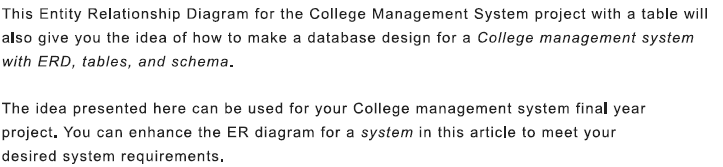 This Entity Relationship Diagram for the College Management System project with a table will
also give you the idea of how to make a database design for a College management system
with ERD, tables, and schema.
The idea presented here can be used for your College management system final year
project. You can enhance the ER diagram for a system in this article to meet your
desired system requirements.